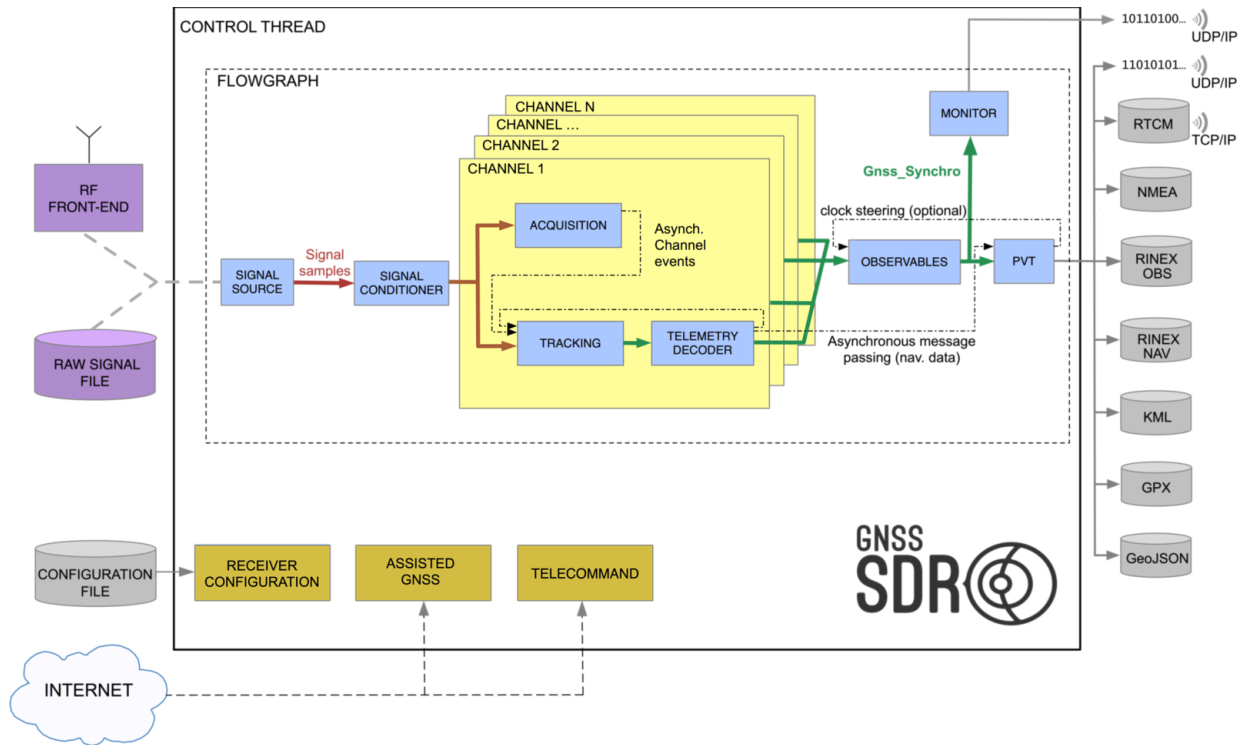 CONTROL THREAD
FLOWGRAPH
CHANNEL N
CHANNEL ...
CHANNEL 2
CHANNEL 1
RF
FRONT-END
RAW SIGNAL
FILE
SIGNAL
SOURCE
Signal
samples
SIGNAL
CONDITIONER
ACQUISITION
Asynch.
Channel
events
TRACKING
TELEMETRY
DECODER
MONITOR
Gnss_Synchro
clock steering (optional)
OBSERVABLES
PVT
Asynchronous message
passing (nav. data)
10110100...
UDP/IP
11010101...
UDP/IP
RTCM
TCP/IP
NMEA
RINEX
OBS
RINEX
NAV
KML
GPX
GeoJSON
CONFIGURATION
FILE
RECEIVER
CONFIGURATION
ASSISTED
GNSS
TELECOMMAND
GNSS
SDR
INTERNET